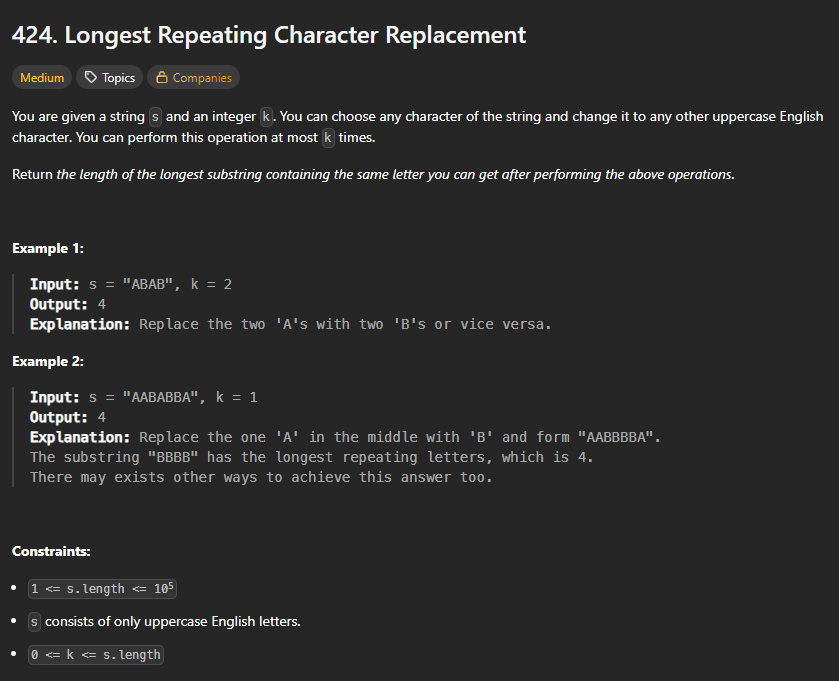 424. Longest Repeating Character Replacement
Medium Topics Companies
You are given a string s and an integer k. You can choose any character of the string and change it to any other uppercase English
character. You can perform this operation at most k times.
Return the length of the longest substring containing the same letter you can get after performing the above operations.
Example 1:
Input: s = "ABAB", k = 2
Output: 4
Explanation: Replace the two 'A's with two 'B's or vice versa.
Example 2:
Input: s = "AABABBA", k = 1
Output: 4
Explanation: Replace the one 'A' in the middle with 'B' and form "AABBBBA".
The substring "BBBB" has the longest repeating letters, which is 4.
There may exists other ways to achieve this answer too.
Constraints:
• 1 <= s.length <= 10⁵
• s consists of only uppercase English letters.
• 0 <= k <= s.length